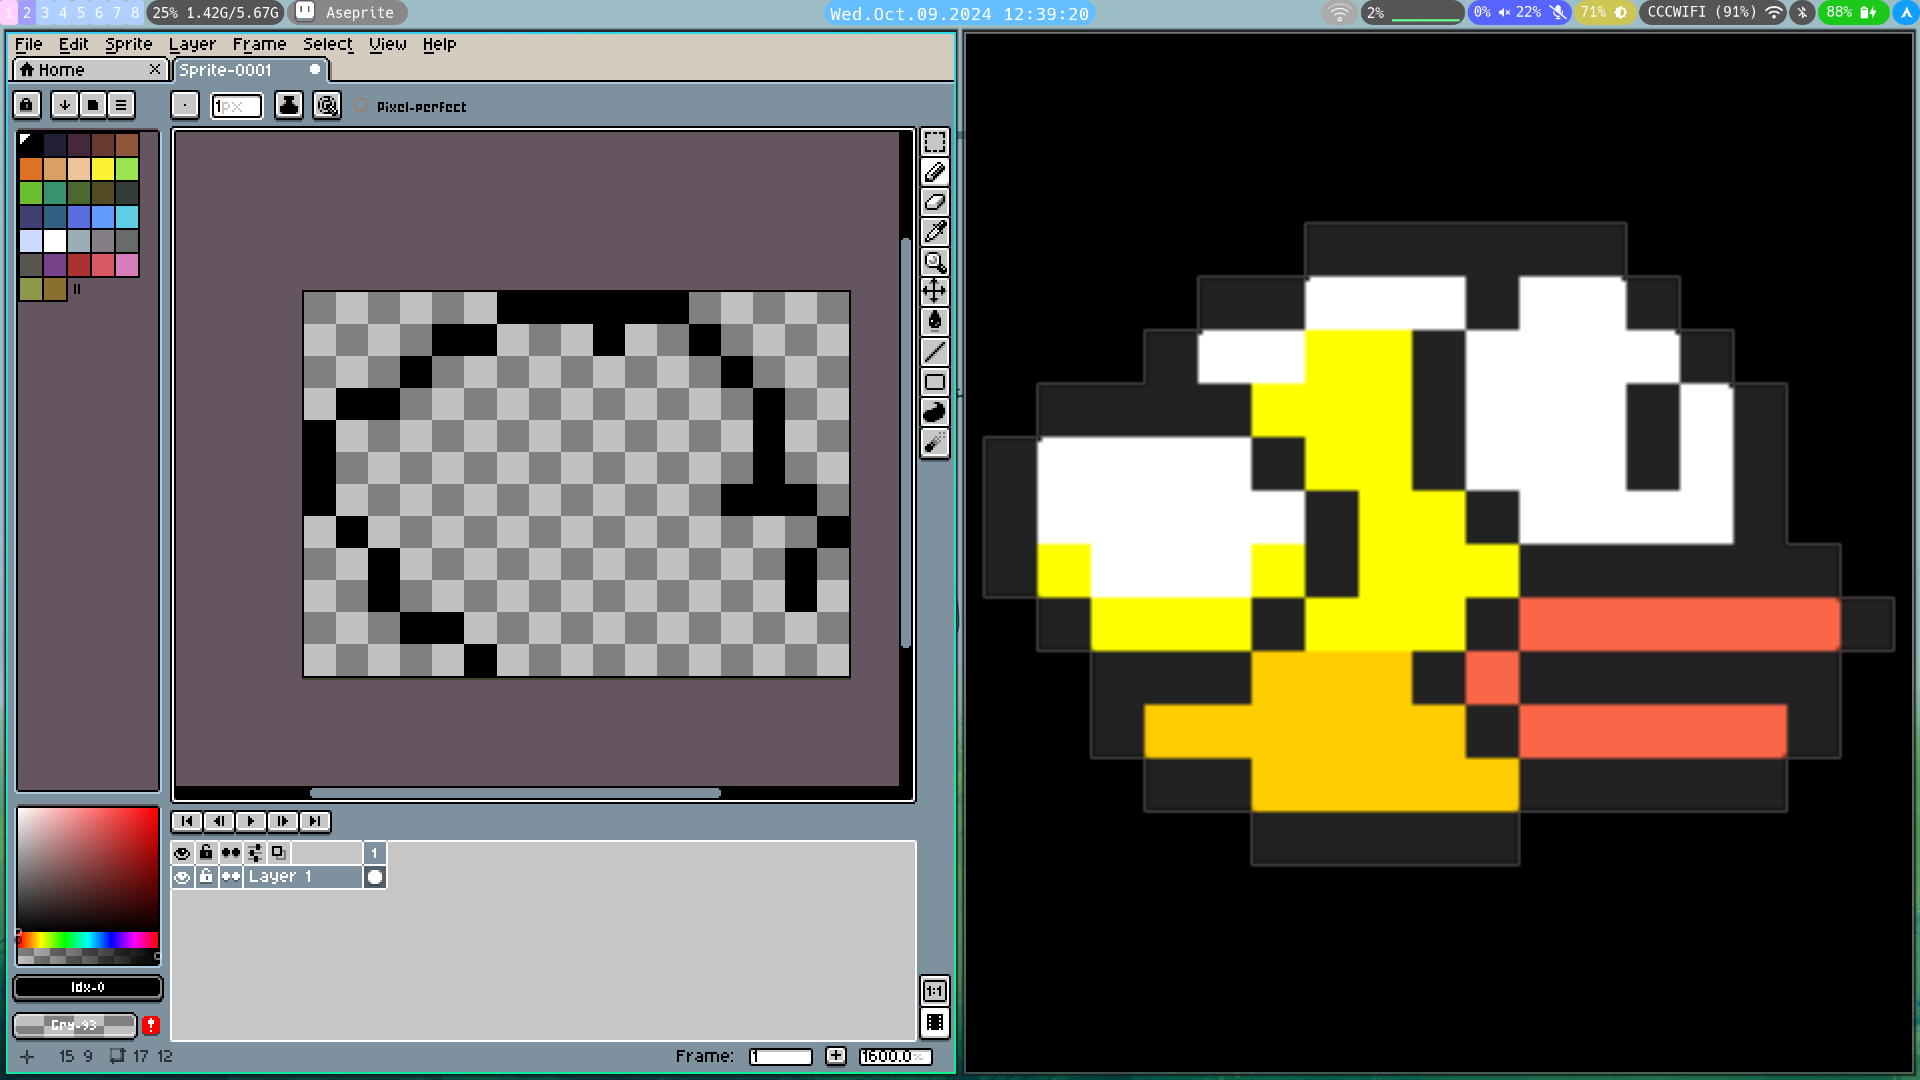 1 2 3 4 5 6 7 8 25% 1.42G/5.67G Aseprite Wed.Oct.09.2024 12:39:20 2% 0% 22% 71% CCCWIFI (91%) 88%
File Edit Sprite Layer Frame Select View Help
Home Sprite-0001
1px Pixel-perfect
1
Layer 1
Idx-0
1:1
Gry-93 !
15 9 17 12 Frame: 1 + 1600.0%